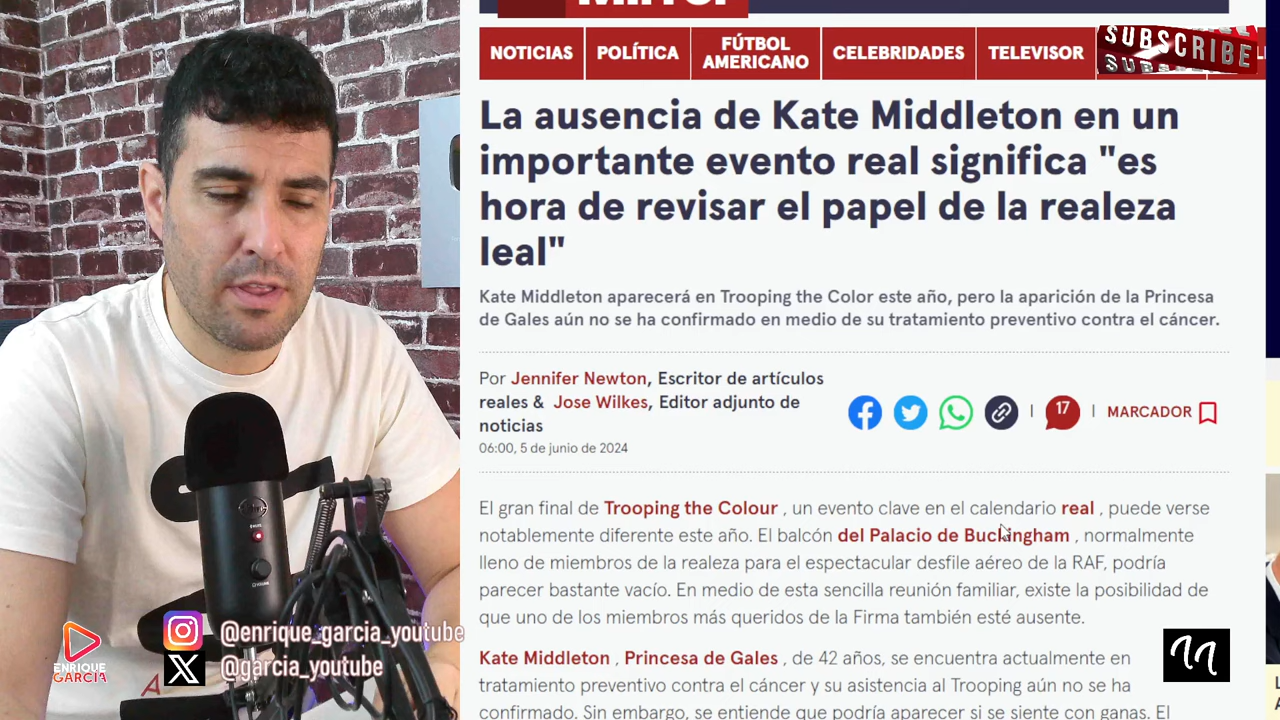 Mirror
NOTICIAS
POLÍTICA
FÚTBOL
AMERICANO
CELEBRIDADES
TELEVISOR
SUBSCRIBE
La ausencia de Kate Middleton en un
importante evento real significa "es
hora de revisar el papel de la realeza
leal"
Kate Middleton aparecerá en Trooping the Color este año, pero la aparición de la Princesa
de Gales aún no se ha confirmado en medio de su tratamiento preventivo contra el cáncer.
Por Jennifer Newton, Escritor de artículos
reales & Jose Wilkes, Editor adjunto de
noticias
06:00, 5 de junio de 2024
17
MARCADOR
El gran final de Trooping the Colour , un evento clave en el calendario real , puede verse
notablemente diferente este año. El balcón del Palacio de Buckingham , normalmente
lleno de miembros de la realeza para el espectacular desfile aéreo de la RAF, podría
parecer bastante vacío. En medio de esta sencilla reunión familiar, existe la posibilidad de
que uno de los miembros más queridos de la Firma también esté ausente.
Kate Middleton , Princesa de Gales , de 42 años, se encuentra actualmente en
tratamiento preventivo contra el cáncer y su asistencia al Trooping aún no se ha
confirmado. Sin embargo, se entiende que podría aparecer si se siente con ganas. El
@enrique_garcia_youtube
@garcia_youtube
ENRIQUE
GARCIA